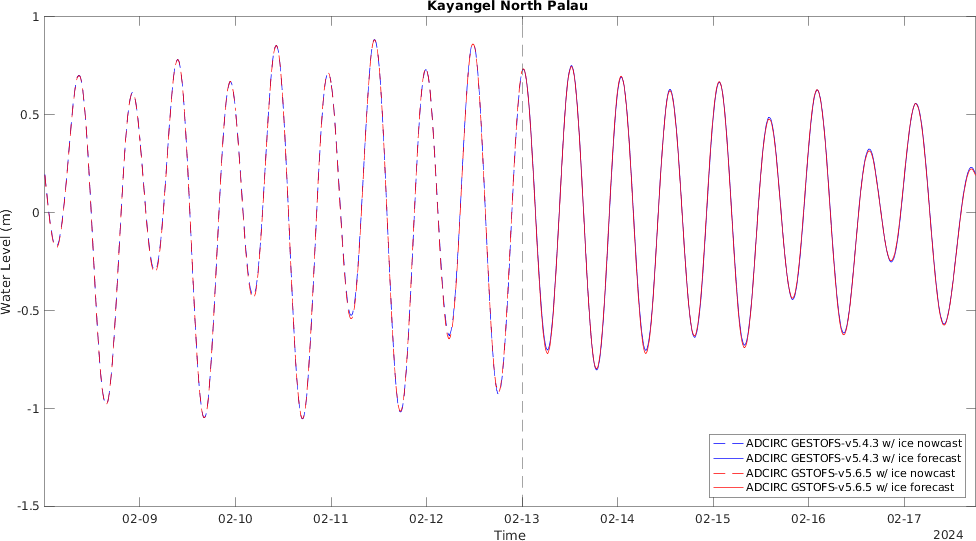 Kayangel North Palau
1
0.5
0
-0.5
-1
-1.5
Water Level (m)
ADCIRC GESTOFS-v5.4.3 w/ ice nowcast
ADCIRC GESTOFS-v5.4.3 w/ ice forecast
ADCIRC GSTOFS-v5.6.5 w/ ice nowcast
ADCIRC GSTOFS-v5.6.5 w/ ice forecast
02-09 02-10 02-11 02-12 02-13 02-14 02-15 02-16 02-17
Time
2024